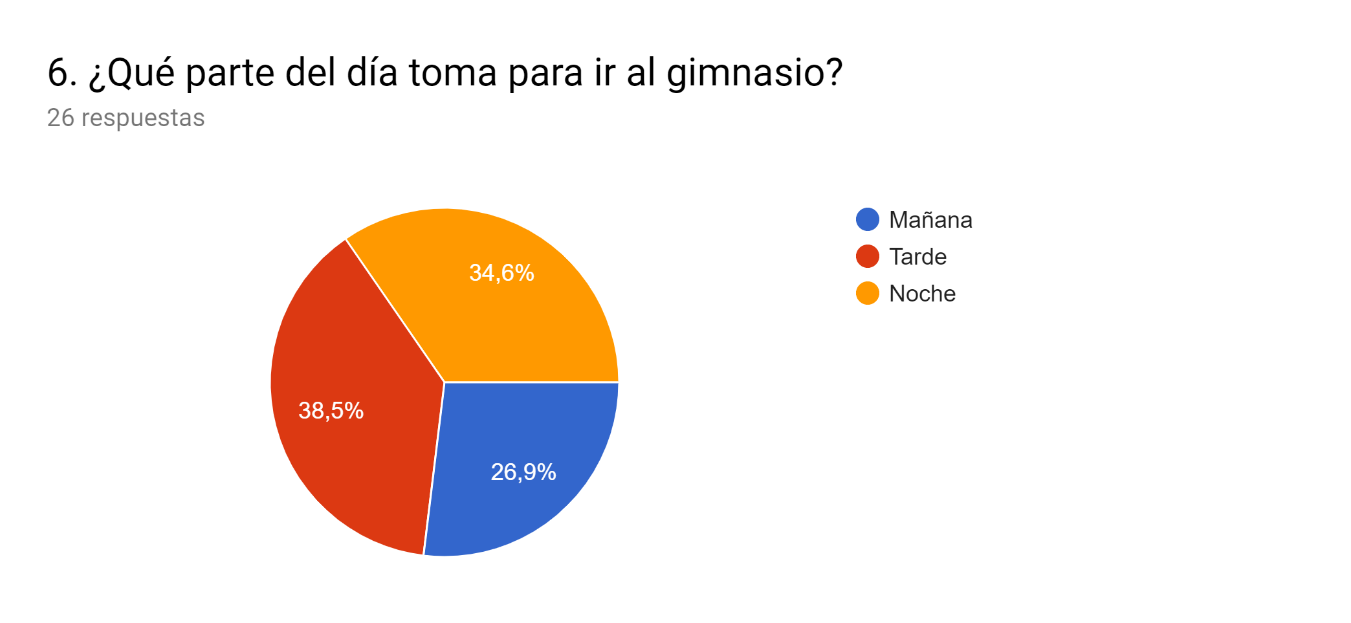 6. ¿Qué parte del día toma para ir al gimnasio?
26 respuestas
Mañana
Tarde
Noche
34,6%
38,5%
26,9%